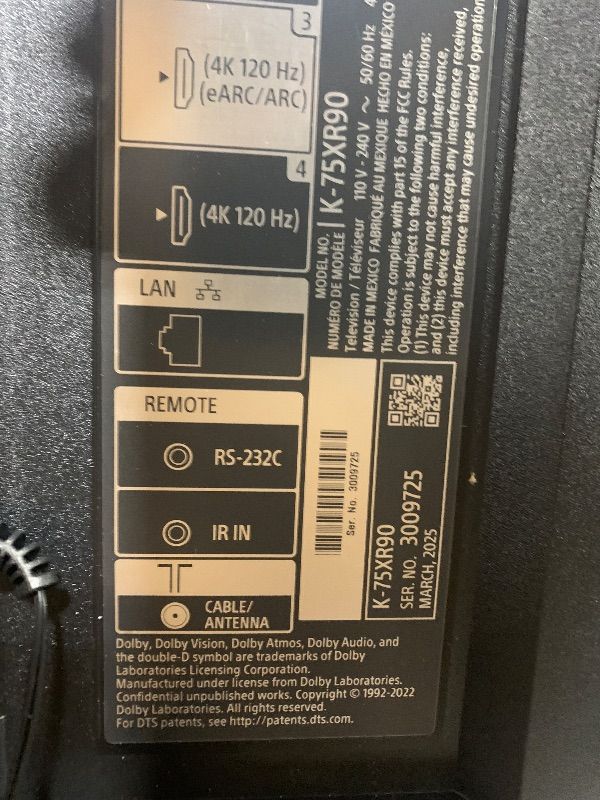 3
(4K 120 Hz)
(eARC/ARC)
4
(4K 120 Hz)
LAN
REMOTE
RS-232C
IR IN
CABLE/
ANTENNA
MODEL NO.
NUMÉRO DE MODÈLE
K-75XR90
Television / Téléviseur 110 V - 240 V ~ 50/60 Hz
MADE IN MEXICO FABRIQUÉ AU MEXIQUE HECHO EN MÉXICO
This device complies with part 15 of the FCC Rules.
Operation is subject to the following two conditions:
(1) This device may not cause harmful interference,
and (2) this device must accept any interference received,
including interference that may cause undesired operation
Ser. No. 3009725
K-75XR90
SER. NO. 3009725
MARCH, 2025
Dolby, Dolby Vision, Dolby Atmos, Dolby Audio, and
the double-D symbol are trademarks of Dolby
Laboratories Licensing Corporation.
Manufactured under license from Dolby Laboratories.
Confidential unpublished works. Copyright © 1992-2022
Dolby Laboratories. All rights reserved.
For DTS patents, see http://patents.dts.com.